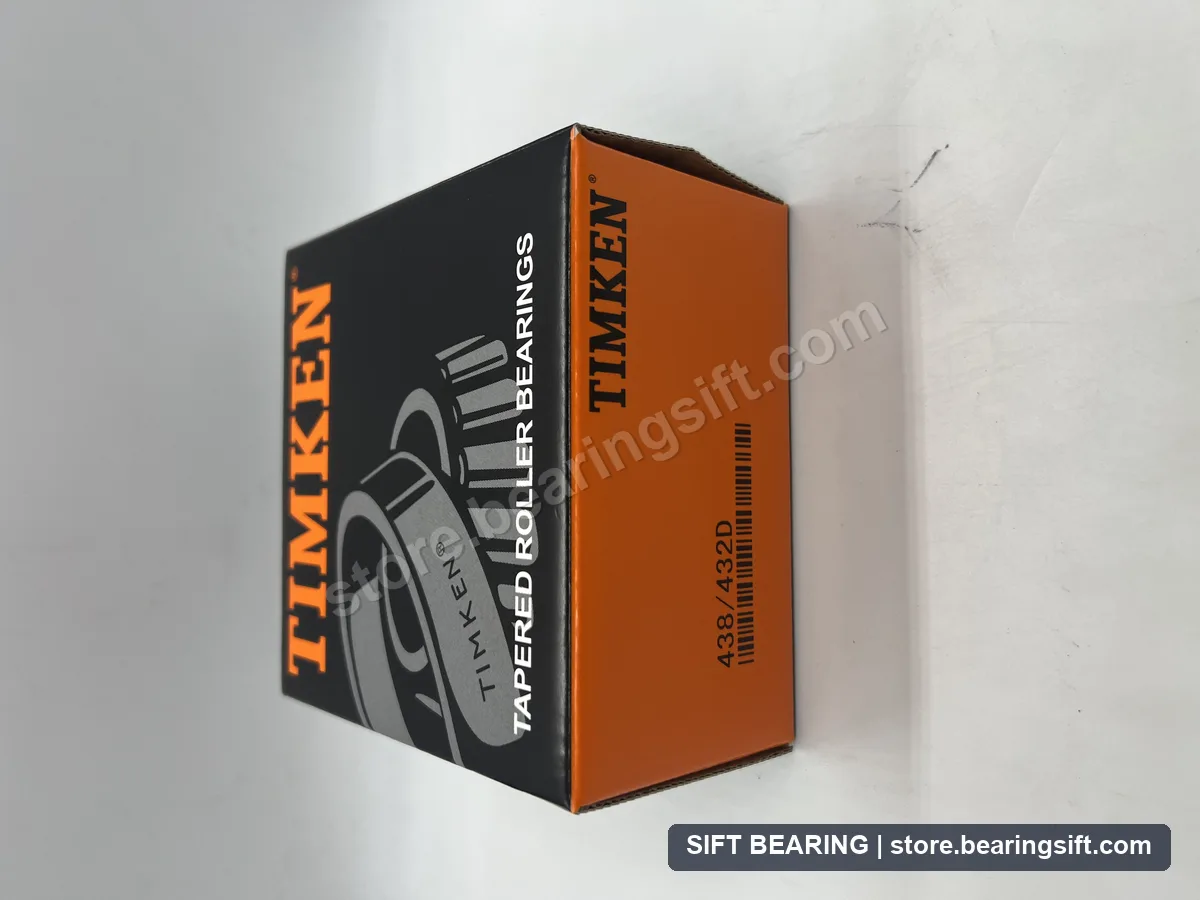 TIMKEN®
TIMKEN®
TAPERED ROLLER BEARINGS
TIMKEN®
438/432D
store.bearingsift.com
SIFT BEARING | store.bearingsift.com